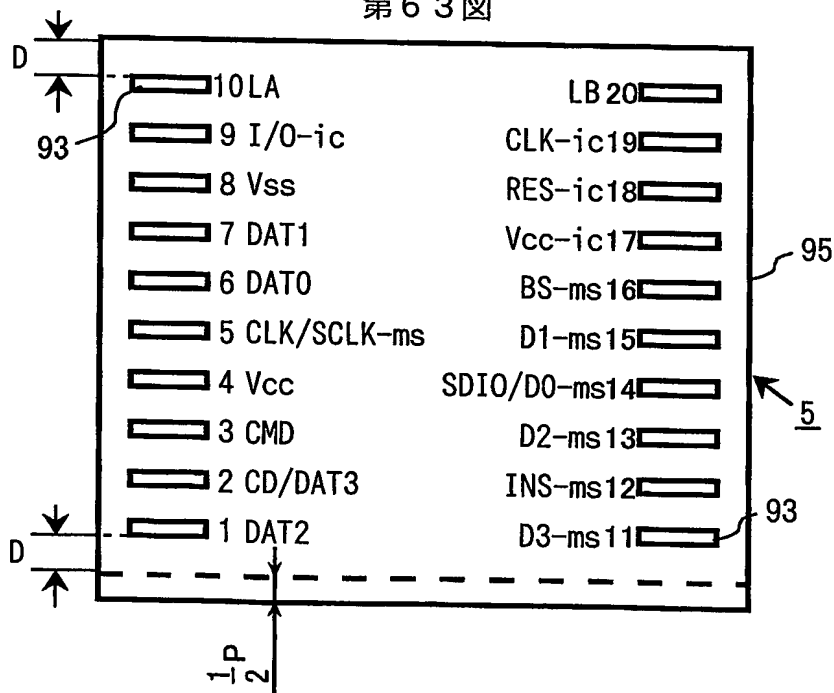 第６３図
D
10 LA
LB 20
93
9 I/O-ic
CLK-ic19
8 Vss
RES-ic18
7 DAT1
Vcc-ic17
95
6 DAT0
BS-ms16
5 CLK/SCLK-ms
D1-ms15
4 Vcc
SDIO/D0-ms14
5
3 CMD
D2-ms13
2 CD/DAT3
INS-ms12
93
D
1 DAT2
D3-ms11
1/2 P